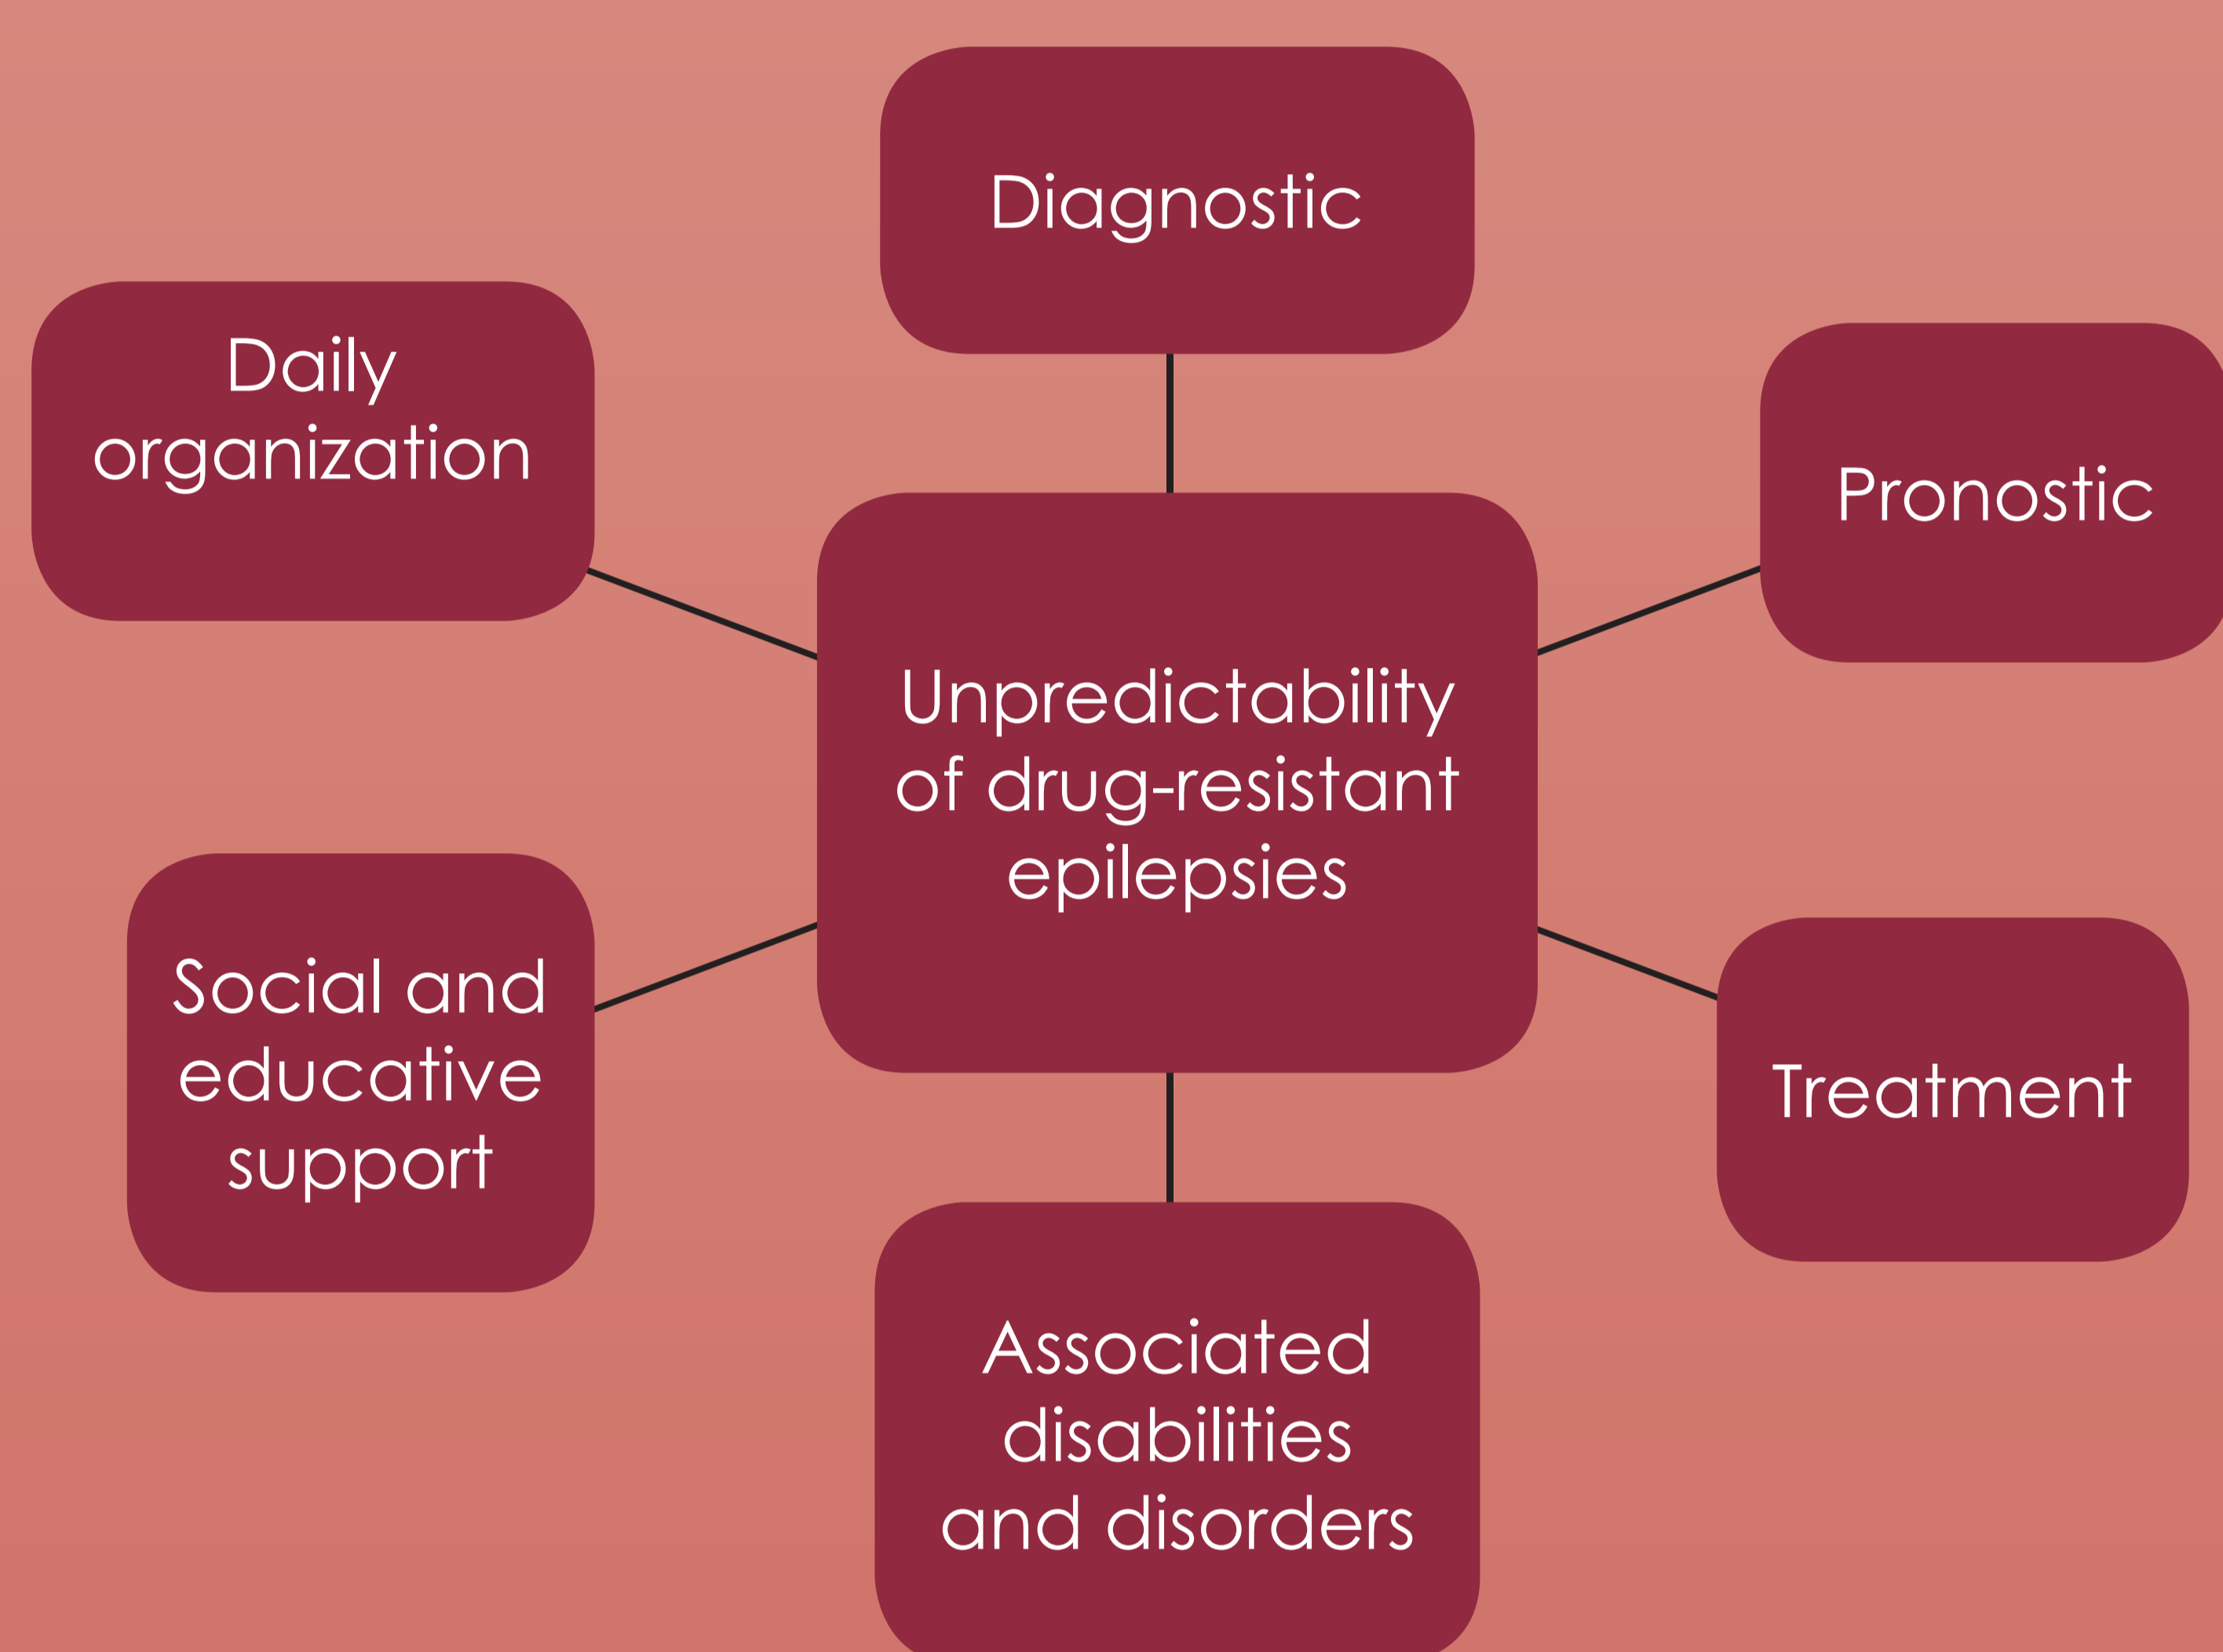 Diagnostic
Daily
organization
Pronostic
Unpredictability
of drug-resistant
epilepsies
Social and
educative
support
Treatment
Associated
disabilities
and disorders